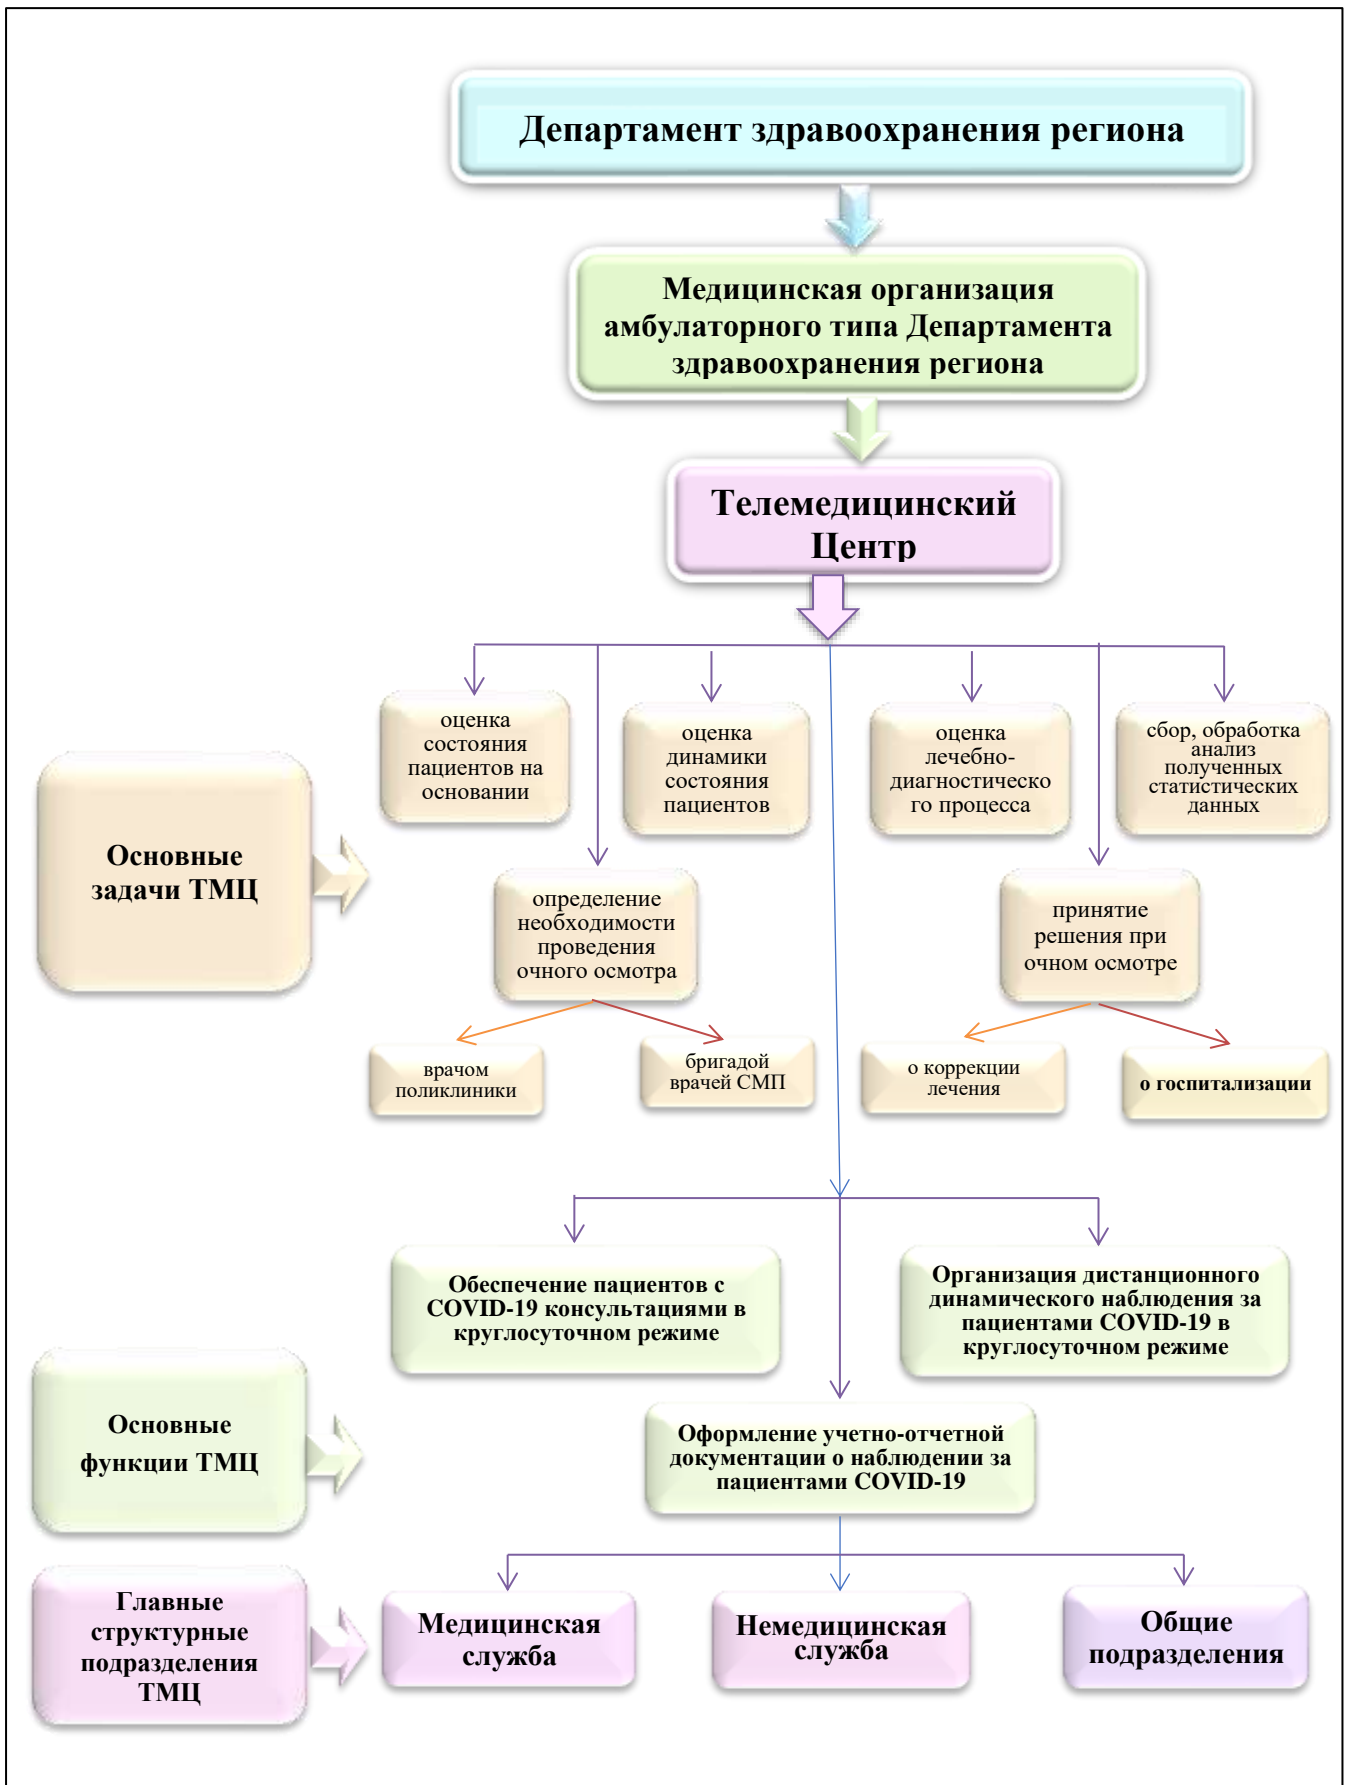 Департамент здравоохранения региона
Медицинская организация
амбулаторного типа Департамента
здравоохранения региона
Телемедицинский
Центр
оценка
состояния
пациентов на
основании
оценка
динамики
состояния
пациентов
оценка
лечебно-
диагностическо
го процесса
сбор, обработка
анализ
полученных
статистических
данных
Основные
задачи ТМЦ
определение
необходимости
проведения
очного осмотра
принятие
решения при
очном осмотре
врачом
поликлиники
бригадой
врачей СМП
о коррекции
лечения
о госпитализации
Обеспечение пациентов с
COVID-19 консультациями в
круглосуточном режиме
Организация дистанционного
динамического наблюдения за
пациентами COVID-19 в
круглосуточном режиме
Основные
функции ТМЦ
Оформление учетно-отчетной
документации о наблюдении за
пациентами COVID-19
Главные
структурные
подразделения
ТМЦ
Медицинская
служба
Немедицинская
служба
Общие
подразделения